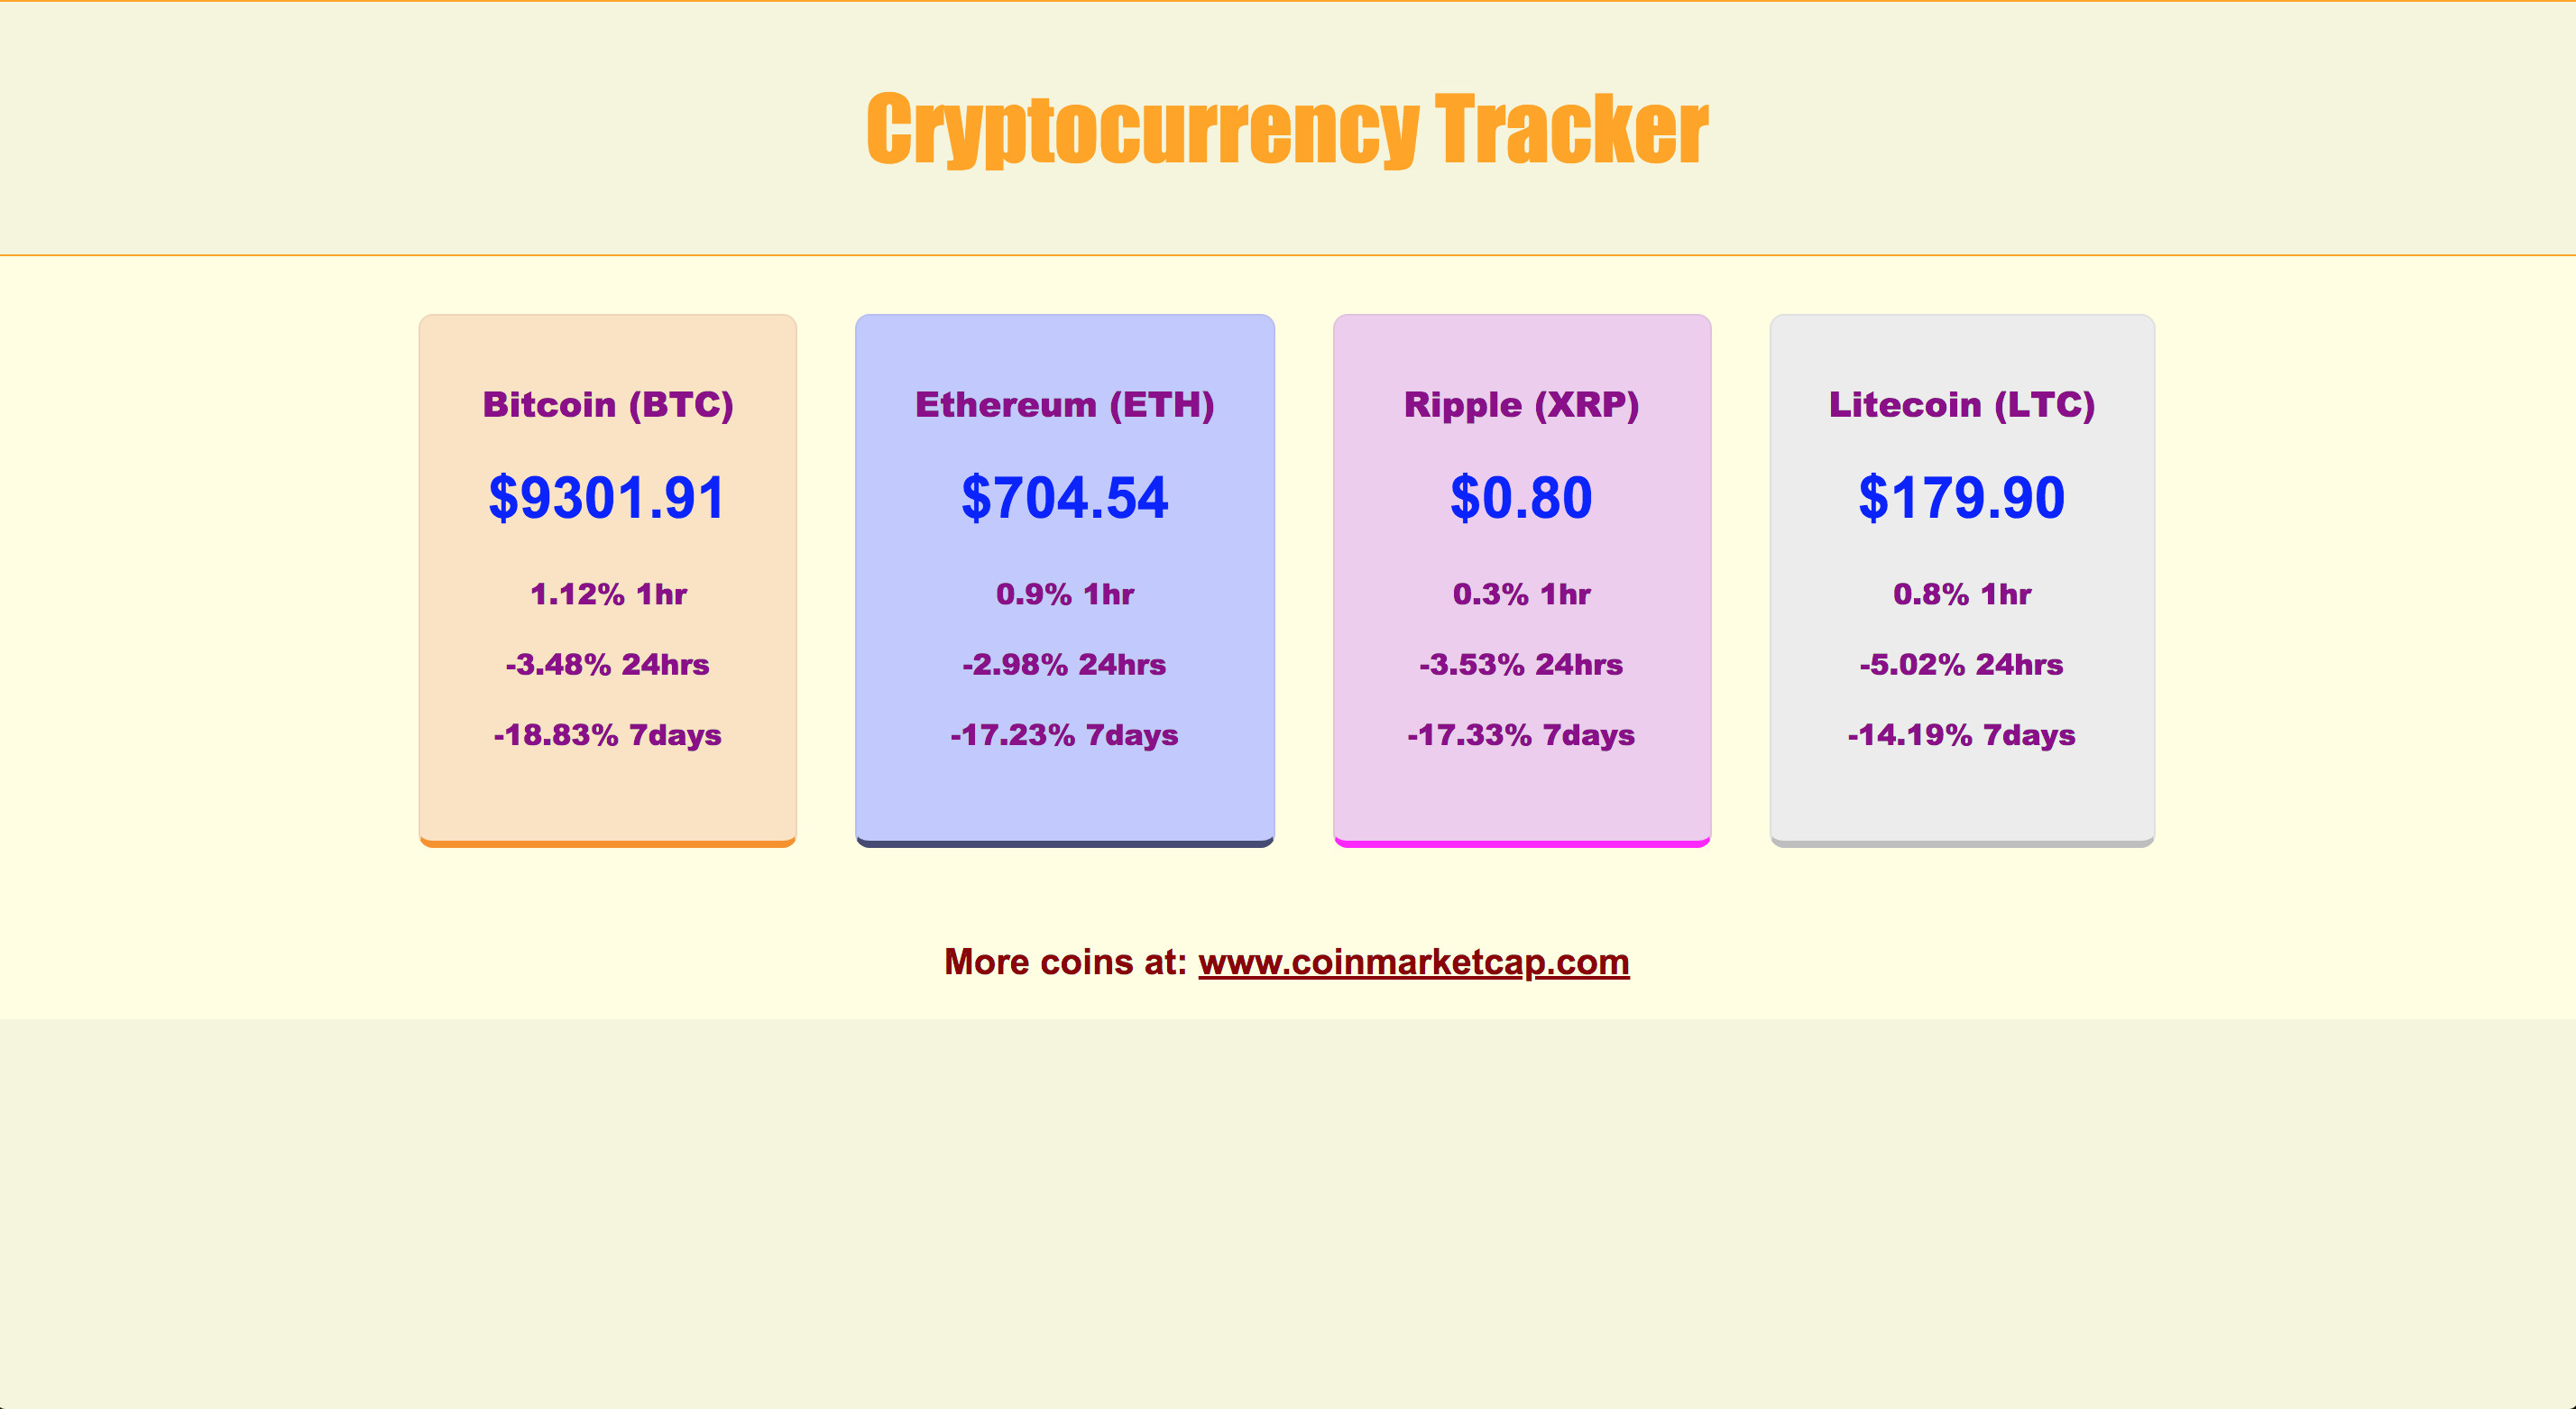 Cryptocurrency Tracker
Bitcoin (BTC)
$9301.91
1.12% 1hr
-3.48% 24hrs
-18.83% 7days
Ethereum (ETH)
$704.54
0.9% 1hr
-2.98% 24hrs
-17.23% 7days
Ripple (XRP)
$0.80
0.3% 1hr
-3.53% 24hrs
-17.33% 7days
Litecoin (LTC)
$179.90
0.8% 1hr
-5.02% 24hrs
-14.19% 7days
More coins at: www.coinmarketcap.com